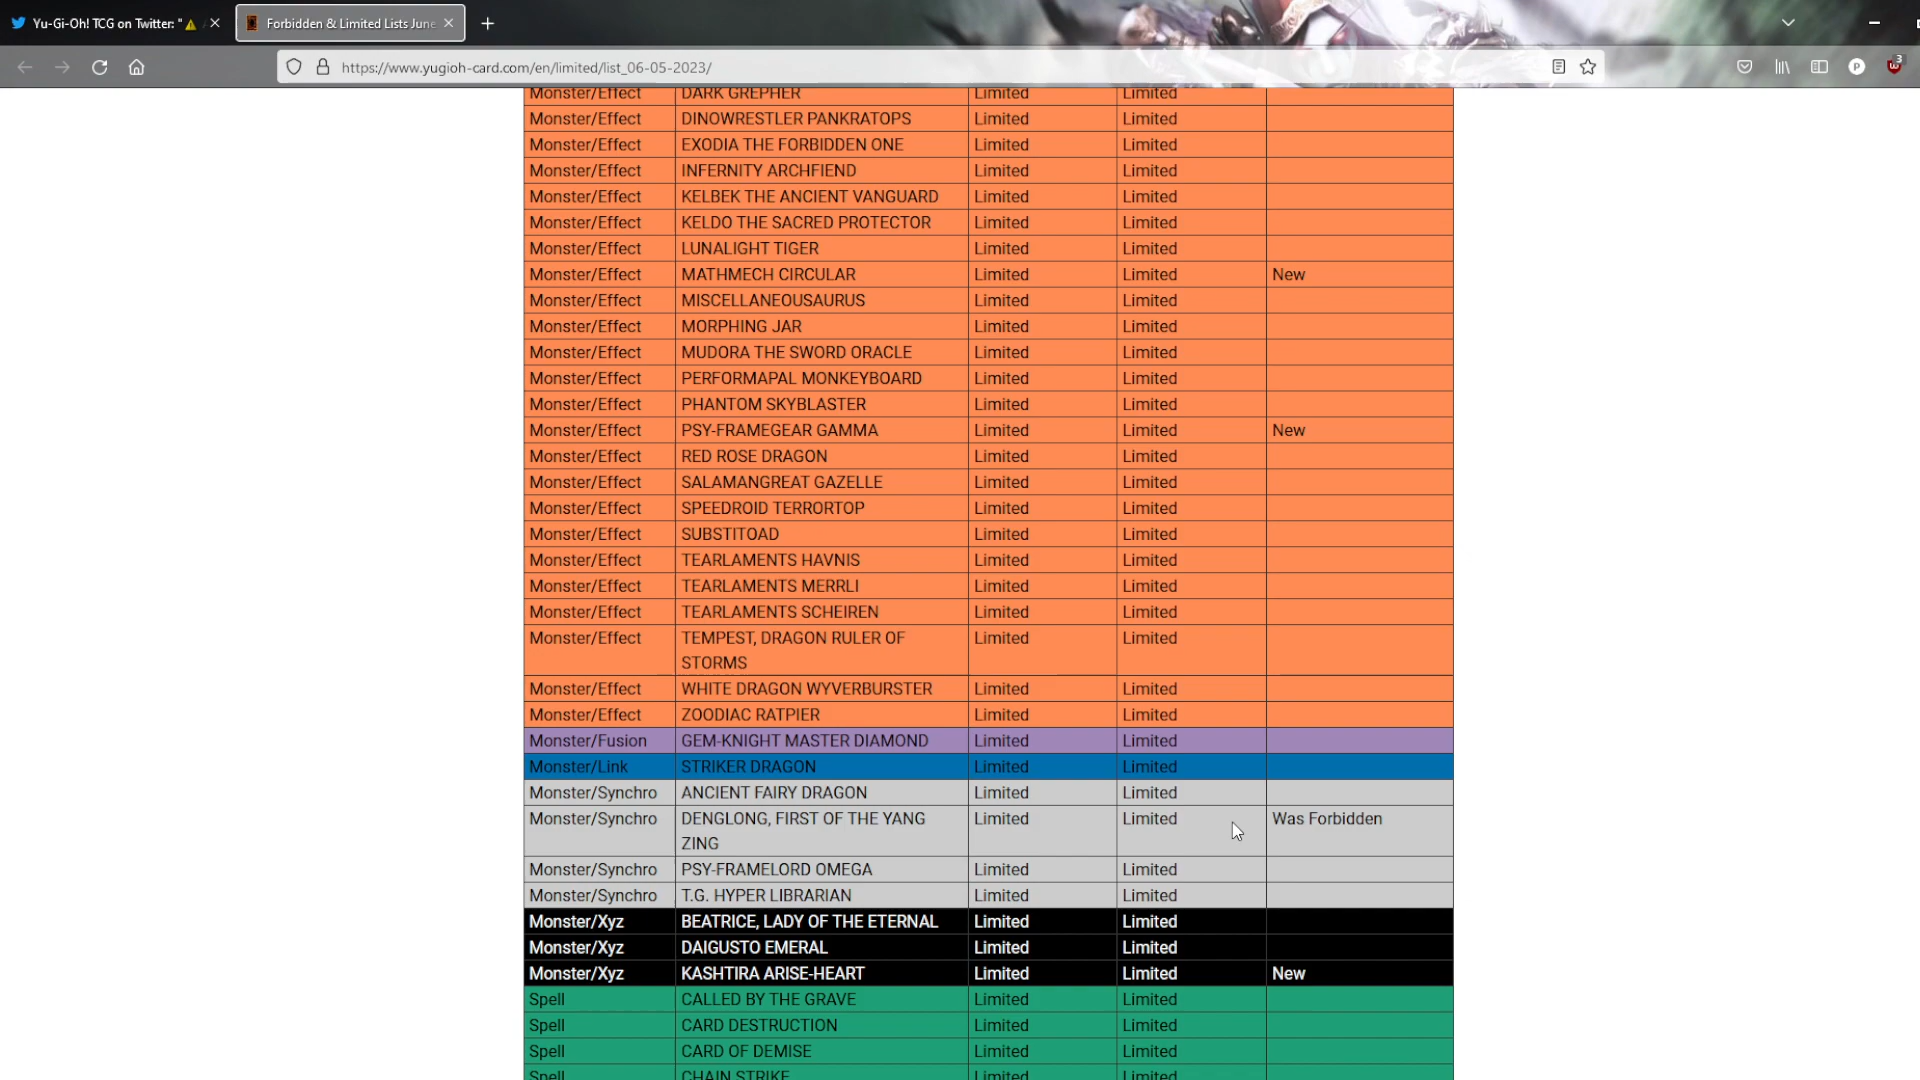 Yu-Gi-Oh! TCG on Twitter: "⚠
Forbidden & Limited Lists June
https://www.yugioh-card.com/en/limited/list_06-05-2023/
P
3
Monster/Effect DARK GREPHER Limited Limited
Monster/Effect DINOWRESTLER PANKRATOPS Limited Limited
Monster/Effect EXODIA THE FORBIDDEN ONE Limited Limited
Monster/Effect INFERNITY ARCHFIEND Limited Limited
Monster/Effect KELBEK THE ANCIENT VANGUARD Limited Limited
Monster/Effect KELDO THE SACRED PROTECTOR Limited Limited
Monster/Effect LUNALIGHT TIGER Limited Limited
Monster/Effect MATHMECH CIRCULAR Limited Limited New
Monster/Effect MISCELLANEOUSAURUS Limited Limited
Monster/Effect MORPHING JAR Limited Limited
Monster/Effect MUDORA THE SWORD ORACLE Limited Limited
Monster/Effect PERFORMAPAL MONKEYBOARD Limited Limited
Monster/Effect PHANTOM SKYBLASTER Limited Limited
Monster/Effect PSY-FRAMEGEAR GAMMA Limited Limited New
Monster/Effect RED ROSE DRAGON Limited Limited
Monster/Effect SALAMANGREAT GAZELLE Limited Limited
Monster/Effect SPEEDROID TERRORTOP Limited Limited
Monster/Effect SUBSTITOAD Limited Limited
Monster/Effect TEARLAMENTS HAVNIS Limited Limited
Monster/Effect TEARLAMENTS MERRLI Limited Limited
Monster/Effect TEARLAMENTS SCHEIREN Limited Limited
Monster/Effect TEMPEST, DRAGON RULER OF Limited Limited
STORMS
Monster/Effect WHITE DRAGON WYVERBURSTER Limited Limited
Monster/Effect ZOODIAC RATPIER Limited Limited
Monster/Fusion GEM-KNIGHT MASTER DIAMOND Limited Limited
Monster/Link STRIKER DRAGON Limited Limited
Monster/Synchro ANCIENT FAIRY DRAGON Limited Limited
Monster/Synchro DENGLONG, FIRST OF THE YANG Limited Limited Was Forbidden
ZING
Monster/Synchro PSY-FRAMELORD OMEGA Limited Limited
Monster/Synchro T.G. HYPER LIBRARIAN Limited Limited
Monster/Xyz BEATRICE, LADY OF THE ETERNAL Limited Limited
Monster/Xyz DAIGUSTO EMERAL Limited Limited
Monster/Xyz KASHTIRA ARISE-HEART Limited Limited New
Spell CALLED BY THE GRAVE Limited Limited
Spell CARD DESTRUCTION Limited Limited
Spell CARD OF DEMISE Limited Limited
Spell CHAIN STRIKE Limited Limited